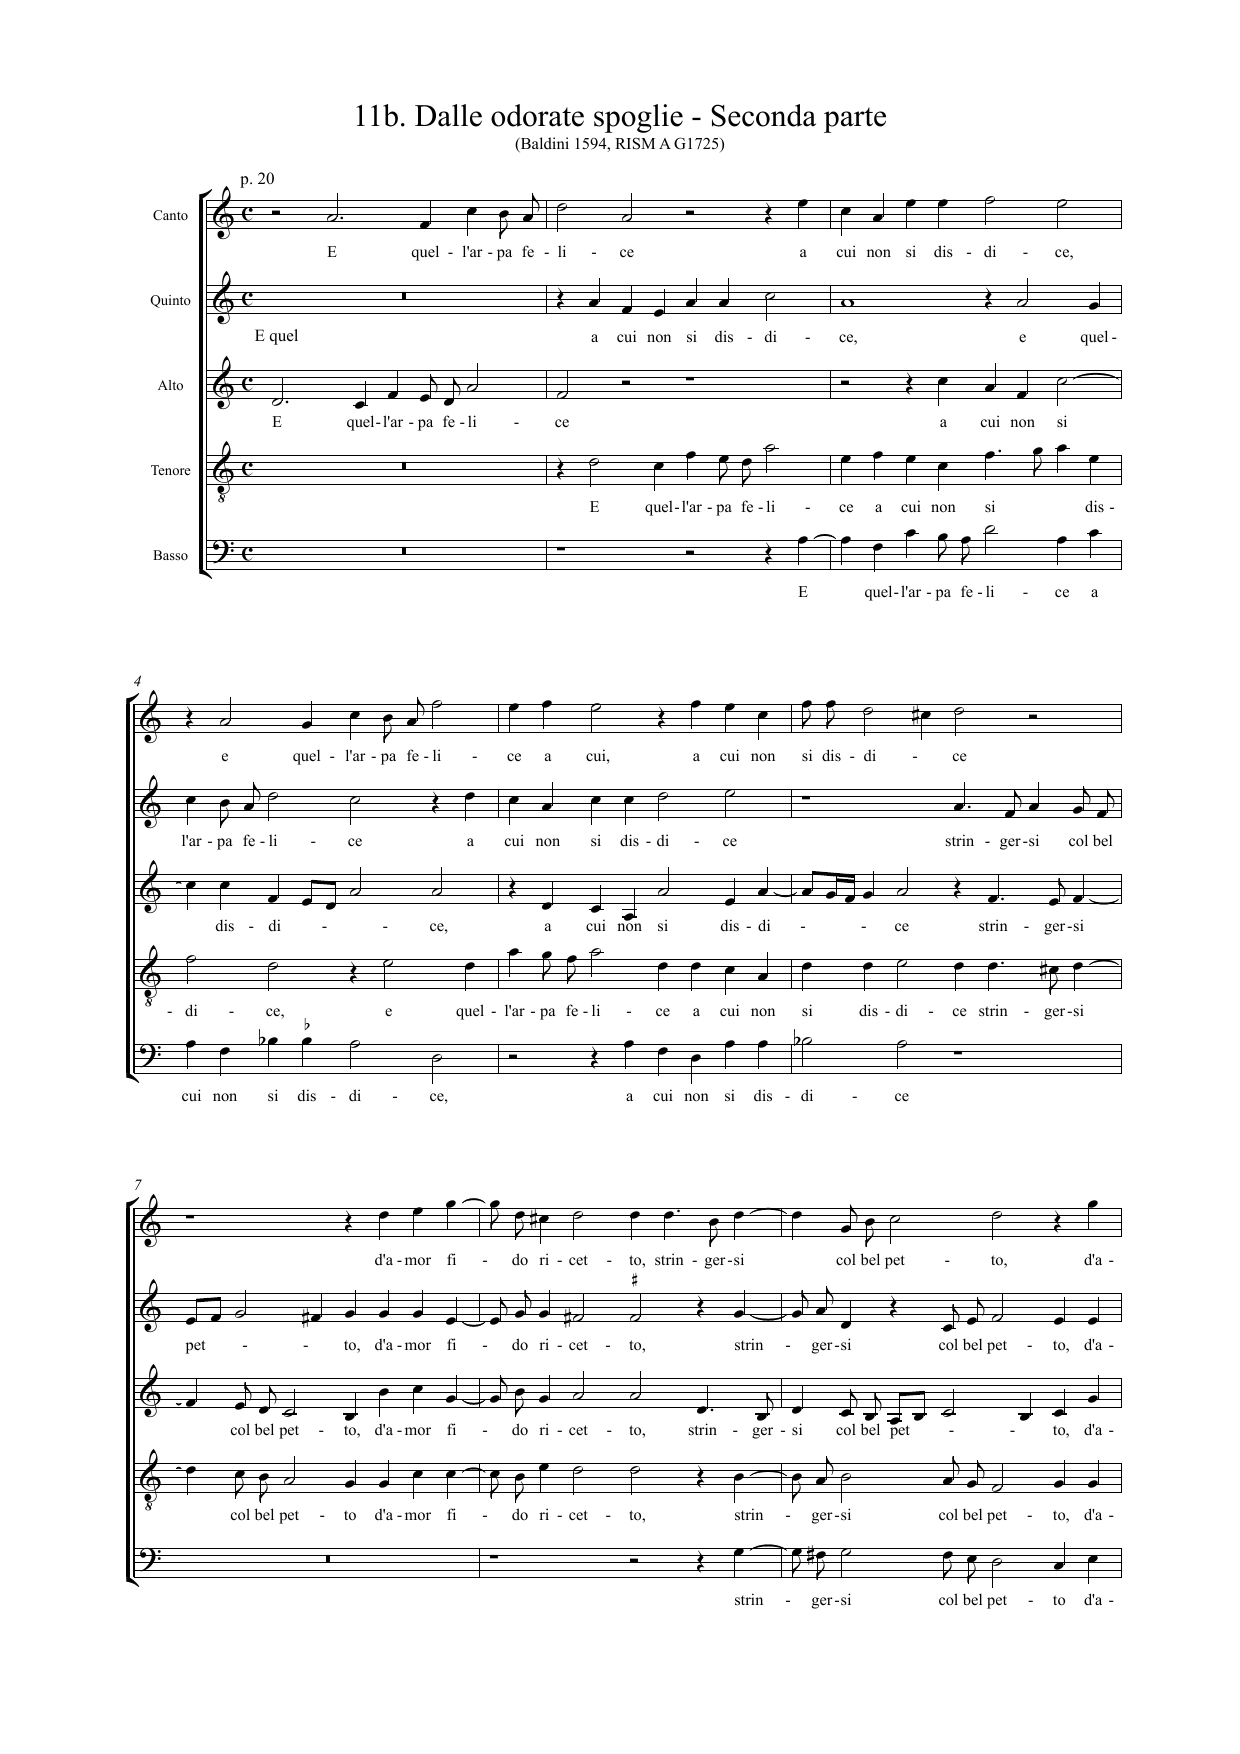 11b. Dalle odorate spoglie - Seconda parte
(Baldini 1594, RISM A G1725)
p. 20
Canto
E quel - l'ar - pa fe - li - ce a cui non si dis - di - ce,
Quinto
E quel a cui non si dis - di - ce, e quel -
Alto
E quel - l'ar - pa fe - li - ce a cui non si
Tenore
E quel - l'ar - pa fe - li - ce a cui non si dis -
Basso
E quel - l'ar - pa fe - li - ce a
4
e quel - l'ar - pa fe - li - ce a cui, a cui non si dis - di - ce
l'ar - pa fe - li - ce a cui non si dis - di - ce strin - ger - si col bel
dis - di - - ce, a cui non si dis - di - - ce strin - ger - si
- di - ce, e quel - l'ar - pa fe - li - ce a cui non si dis - di - ce strin - ger - si
cui non si dis - di - ce, a cui non si dis - di - ce
7
d'a - mor fi - do ri - cet - to, strin - ger - si col bel pet - to, d'a -
pet - - to, d'a - mor fi - do ri - cet - to, strin - ger - si col bel pet - to, d'a -
col bel pet - to, d'a - mor fi - do ri - cet - to, strin - ger - si col bel pet - - to, d'a -
col bel pet - to d'a - mor fi - do ri - cet - to, strin - ger - si col bel pet - to, d'a -
strin - ger - si col bel pet - to d'a -